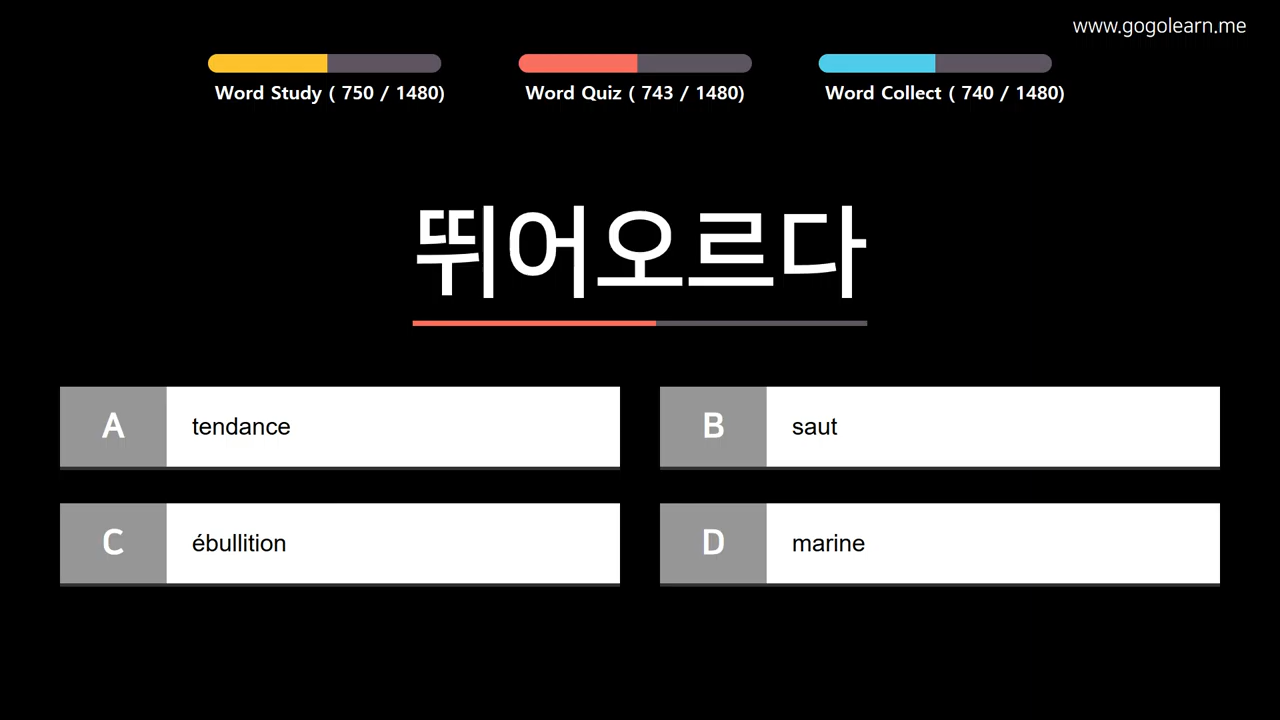 www.gogolearn.me
Word Study ( 750 / 1480)
Word Quiz ( 743 / 1480)
Word Collect ( 740 / 1480)
뛰어오르다
A tendance
B saut
C ébullition
D marine